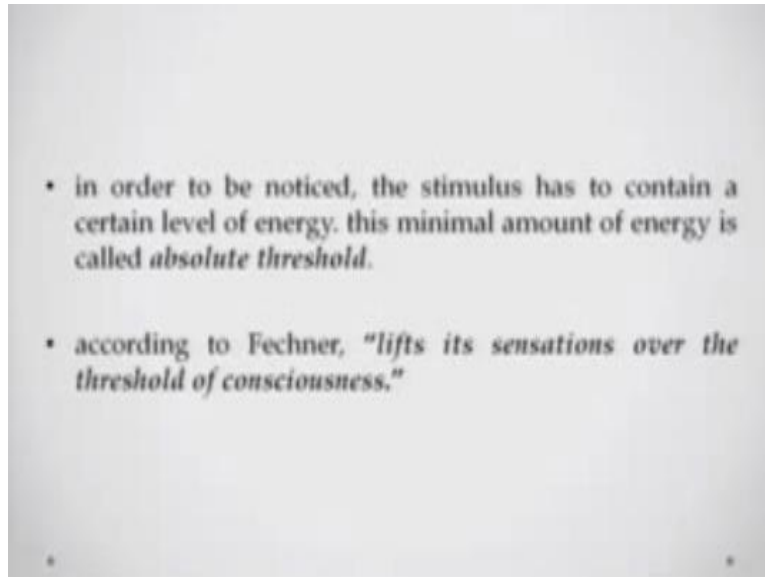 • in order to be noticed, the stimulus has to contain a
certain level of energy. this minimal amount of energy is
called absolute threshold.
• according to Fechner, "lifts its sensations over the
threshold of consciousness."